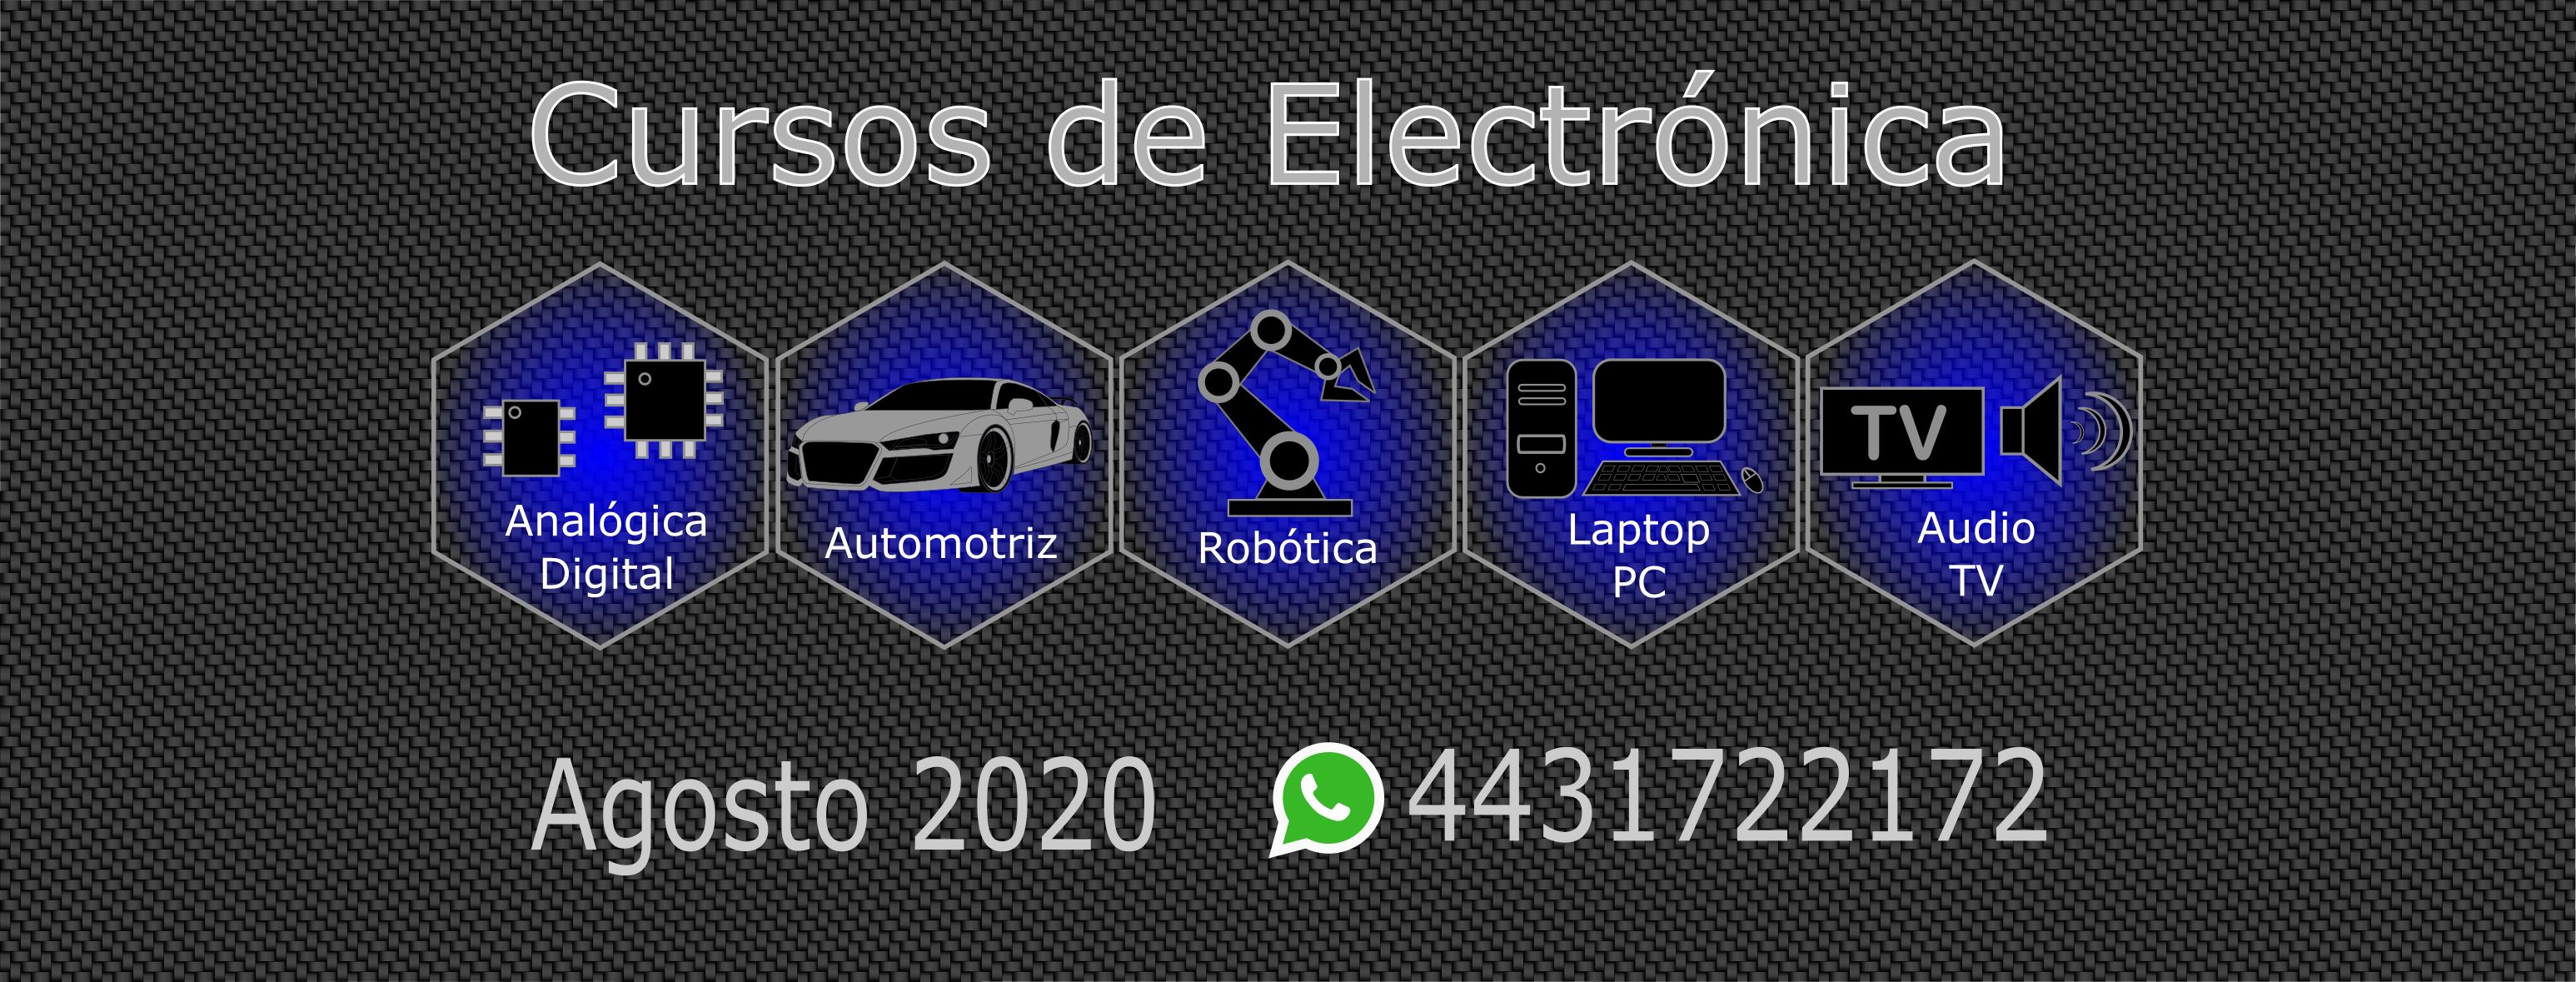 Cursos de Electrónica
Analógica
Digital
Automotriz
Robótica
Laptop
PC
TV
Audio
TV
Agosto 2020
4431722172